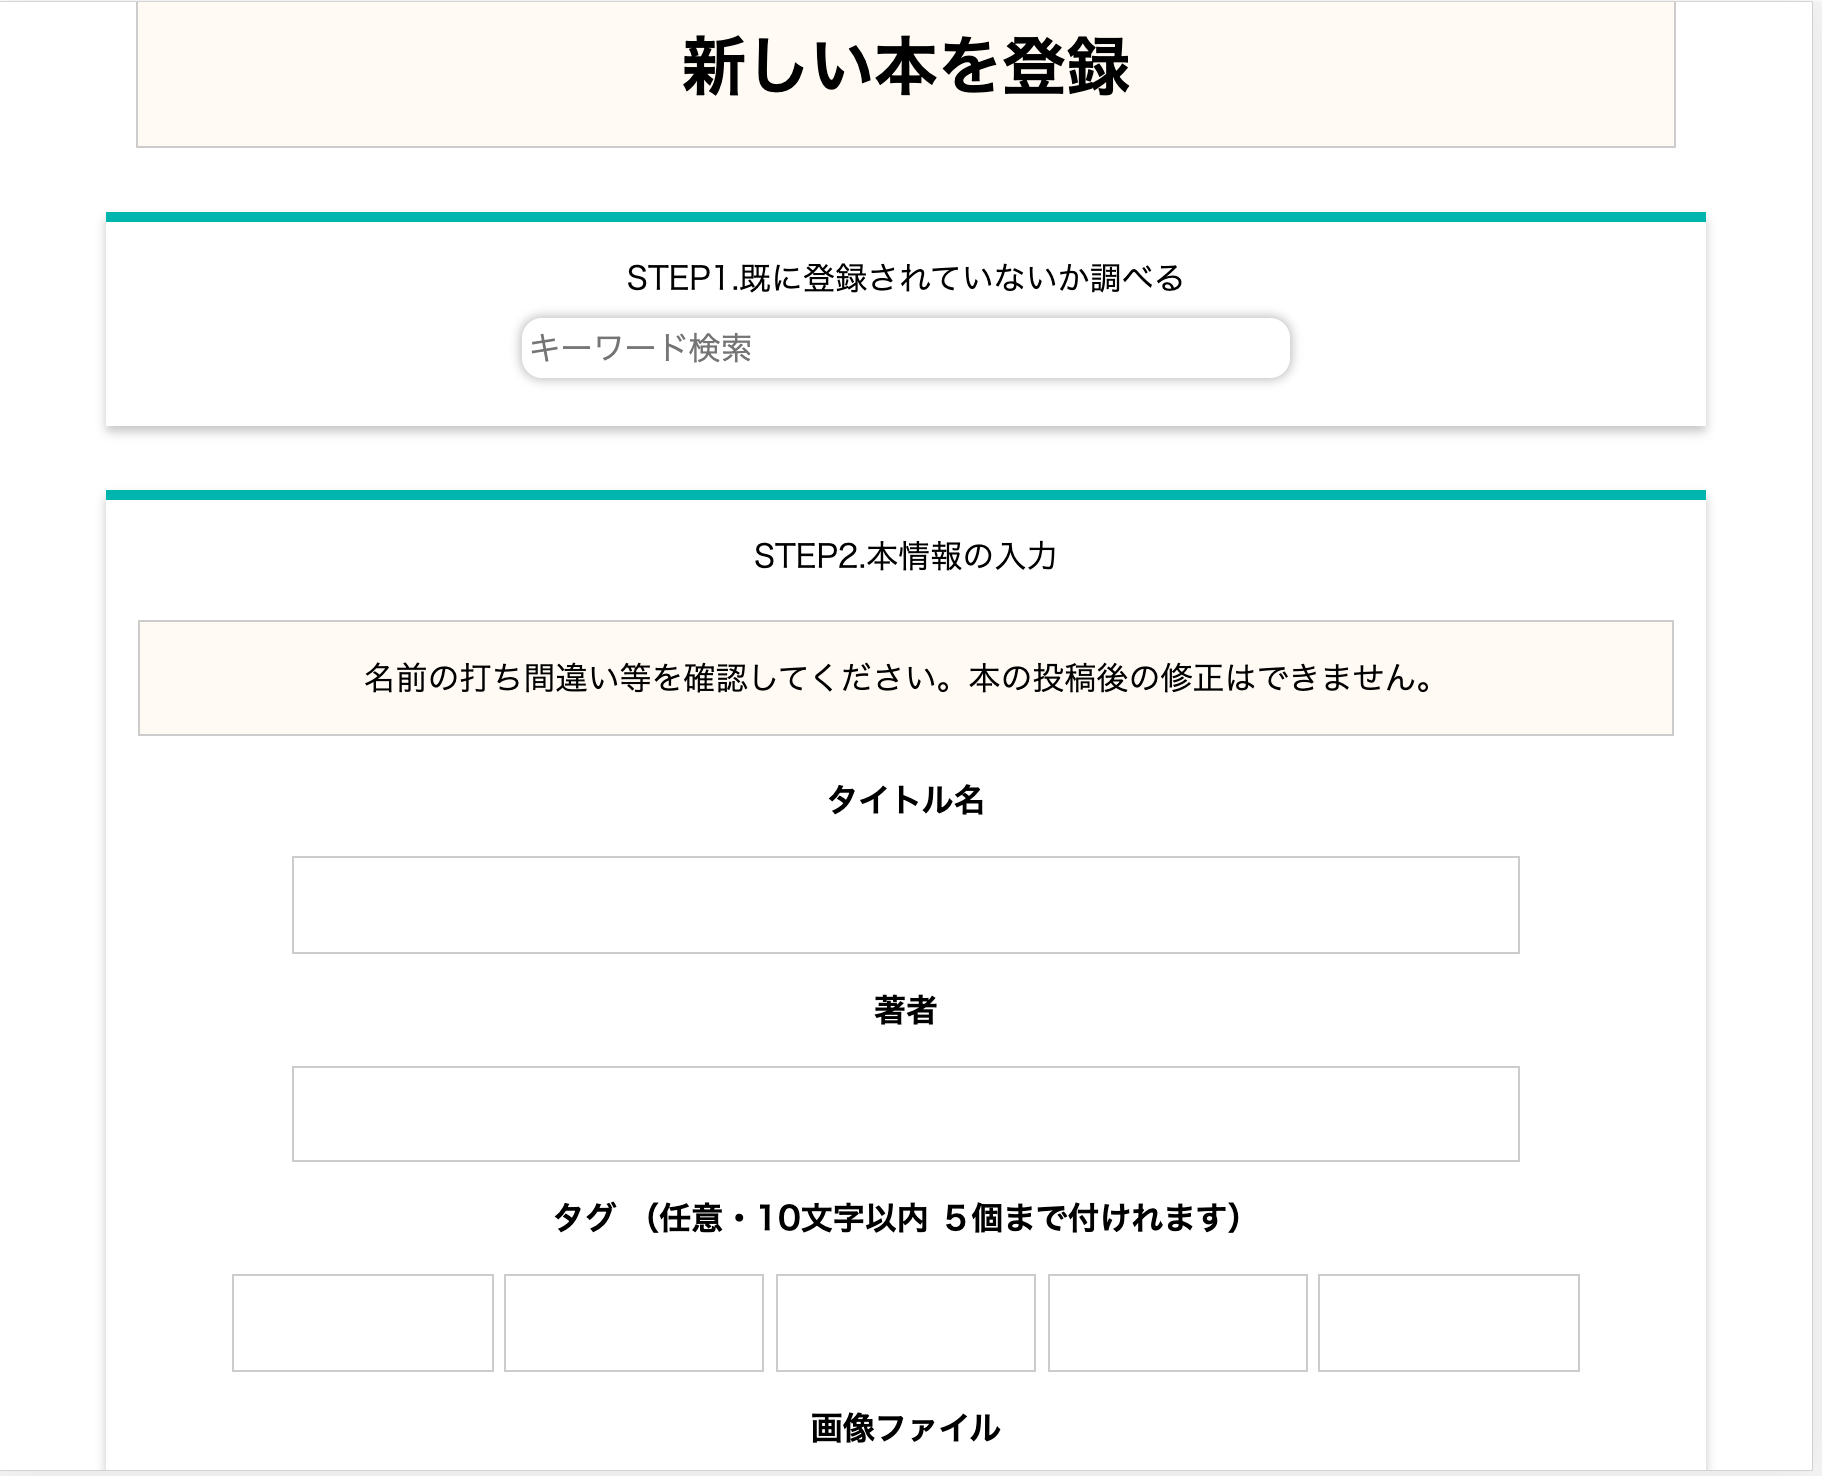 新しい本を登録
STEP1.既に登録されていないか調べる
キーワード検索
STEP2.本情報の入力
名前の打ち間違い等を確認してください。本の投稿後の修正はできません。
タイトル名
著者
タグ （任意・10文字以内 ５個まで付けれます）
画像ファイル